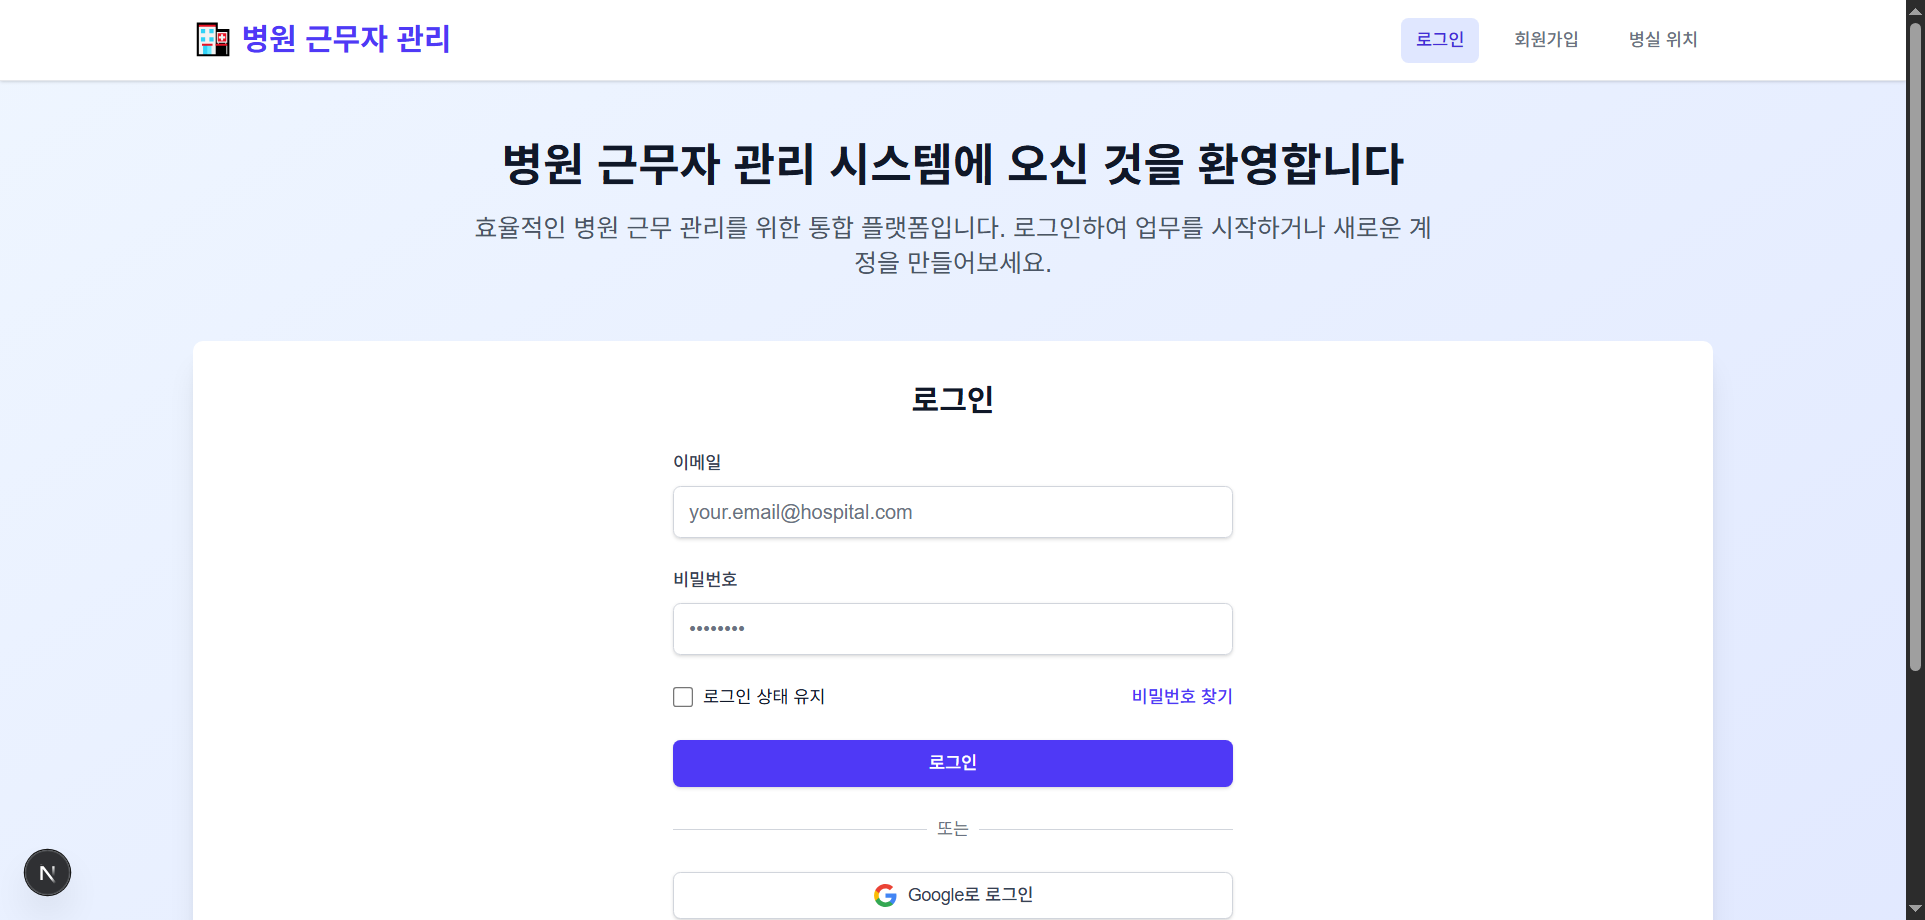 병원 근무자 관리
로그인
회원가입
병실 위치
병원 근무자 관리 시스템에 오신 것을 환영합니다
효율적인 병원 근무 관리를 위한 통합 플랫폼입니다. 로그인하여 업무를 시작하거나 새로운 계
정을 만들어보세요.
로그인
이메일
your.email@hospital.com
비밀번호
••••••••
로그인 상태 유지
비밀번호 찾기
로그인
또는
Google로 로그인
N